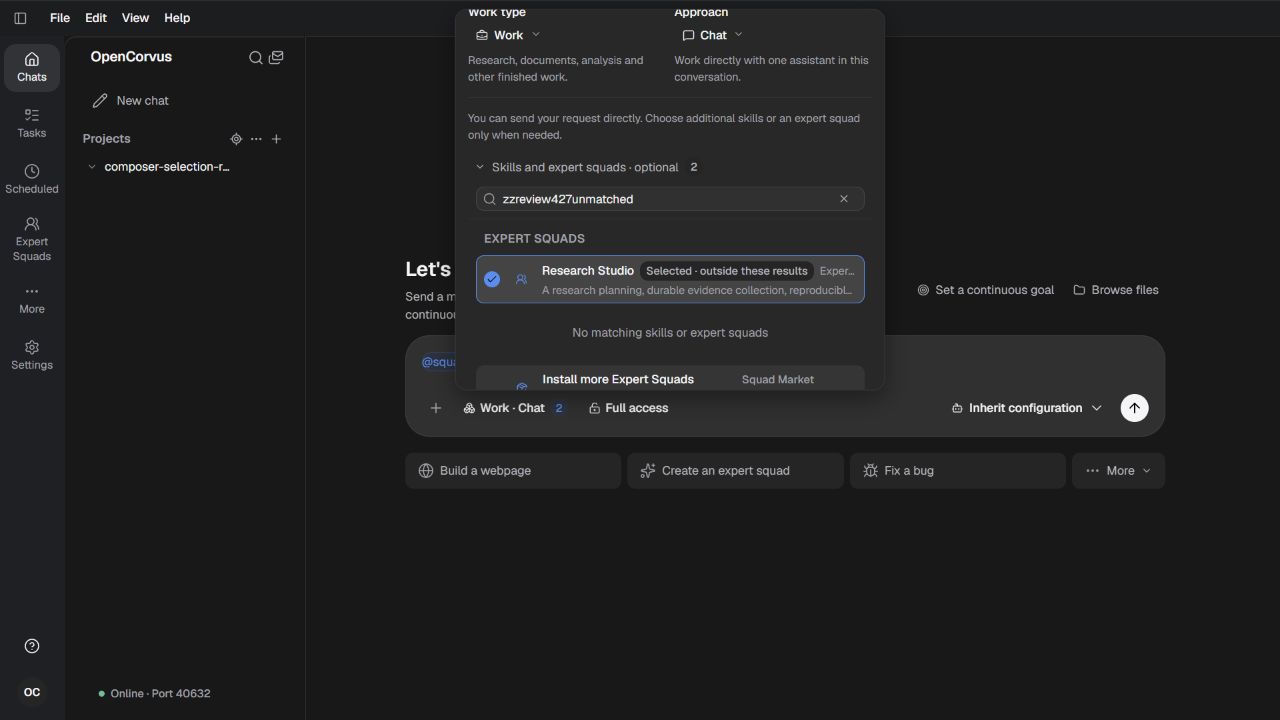 File Edit View Help
Chats
Tasks
Scheduled
Expert
Squads
More
Settings
OC
OpenCorvus
New chat
Projects
composer-selection-r...
Online · Port 40632
Work type
Work
Research, documents, analysis and
other finished work.
Approach
Chat
Work directly with one assistant in this
conversation.
You can send your request directly. Choose additional skills or an expert squad
only when needed.
Skills and expert squads · optional 2
zzreview427unmatched
EXPERT SQUADS
Research Studio Selected · outside these results Exper...
A research planning, durable evidence collection, reproducibl...
No matching skills or expert squads
Install more Expert Squads Squad Market
Let's
Send a m
continuou
Set a continuous goal Browse files
@squa
Work · Chat 2 Full access Inherit configuration
Build a webpage Create an expert squad Fix a bug More